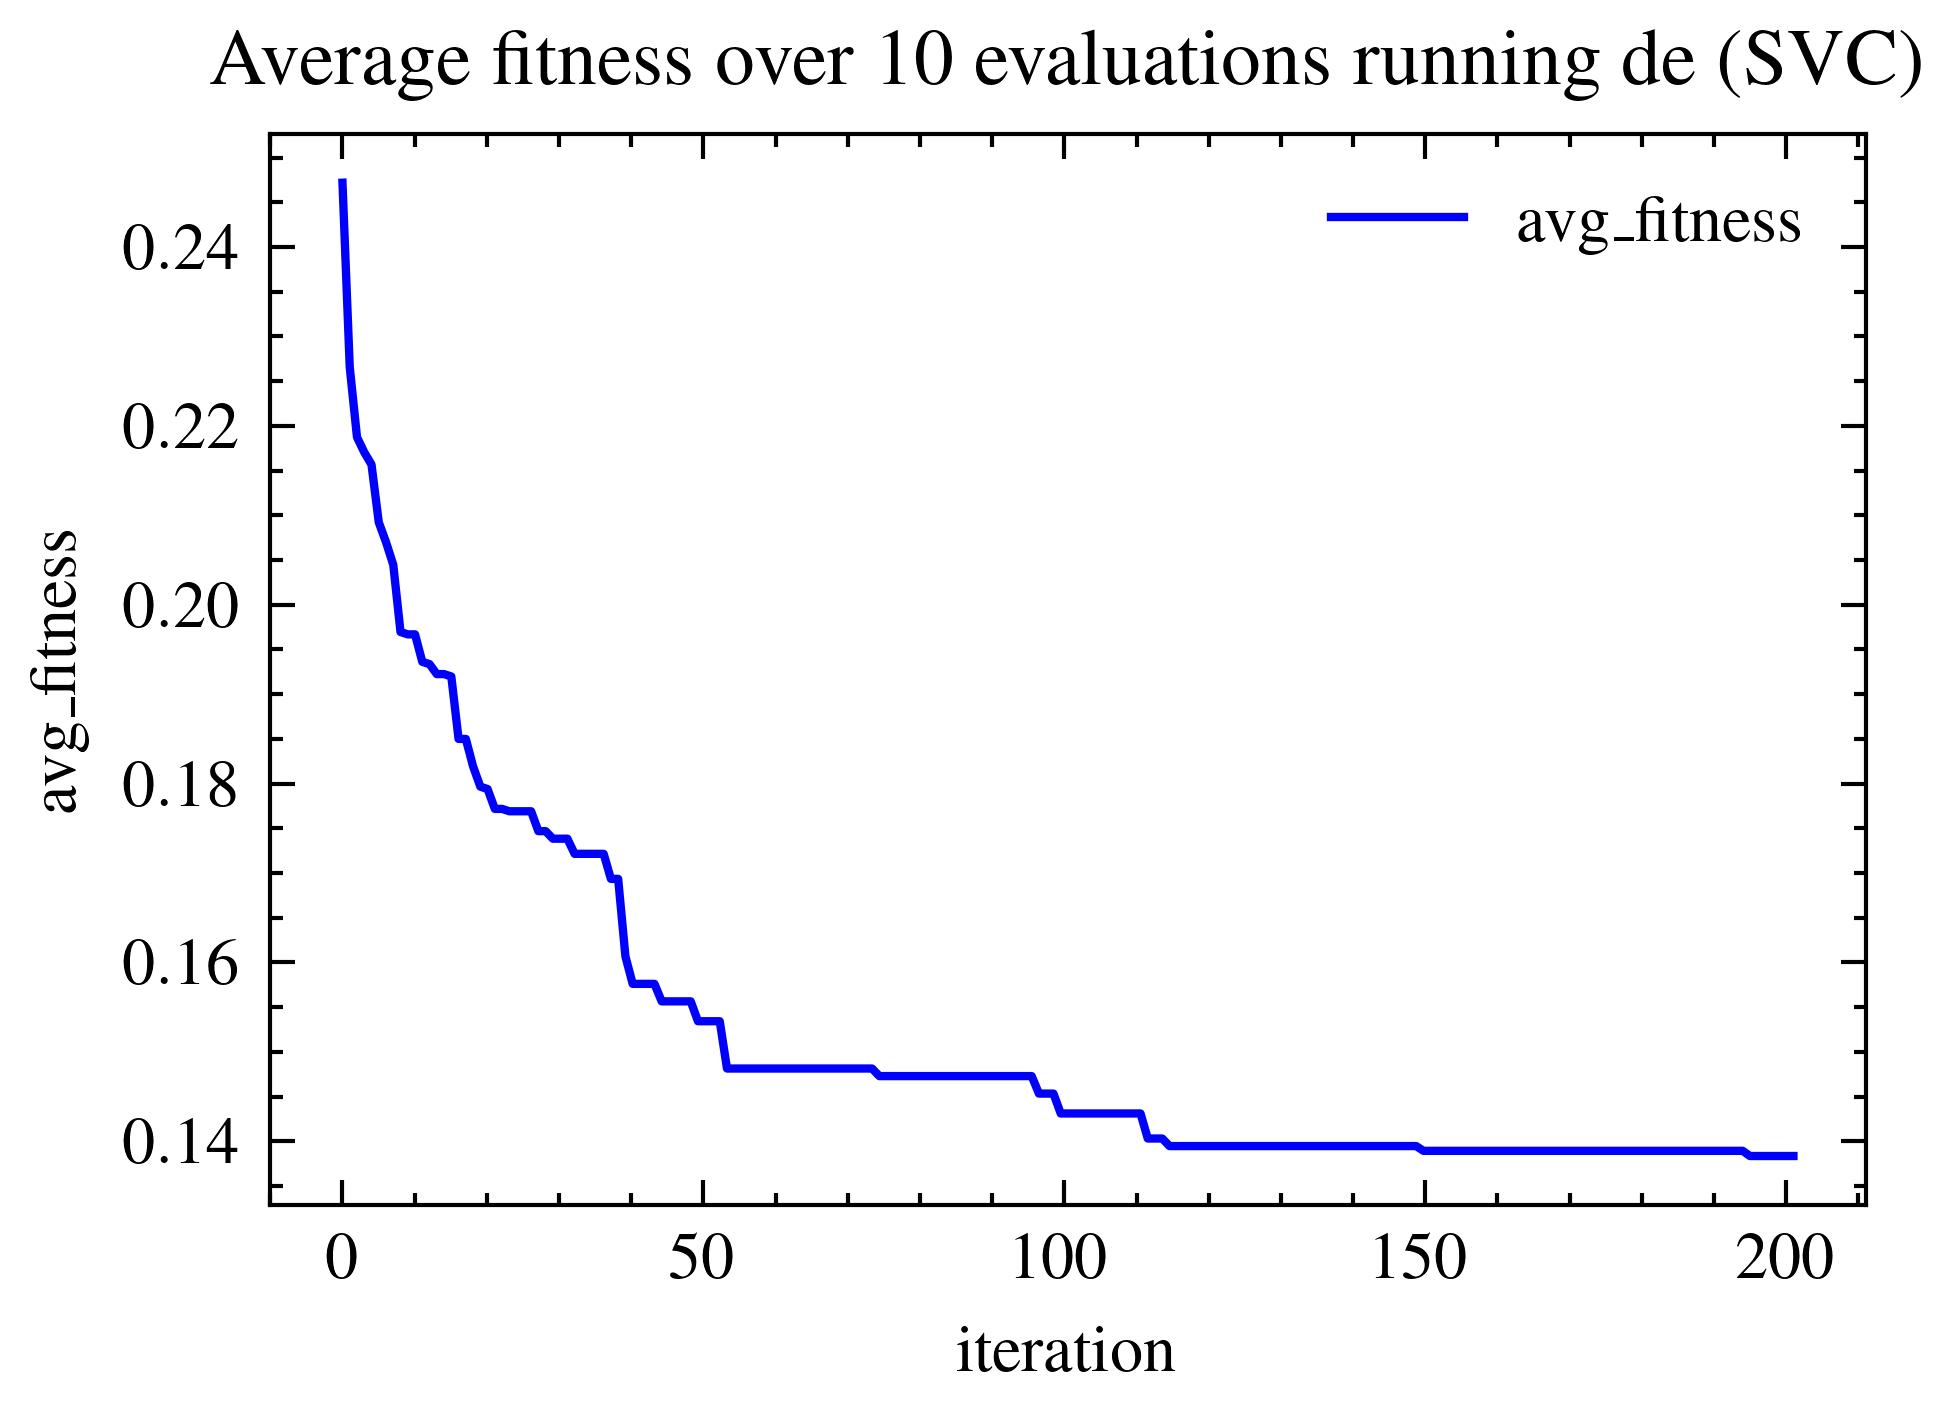 Average fitness over 10 evaluations running de (SVC)
avg_fitness
0.24
0.22
0.20
0.18
0.16
0.14
avg_fitness
0 50 100 150 200
iteration